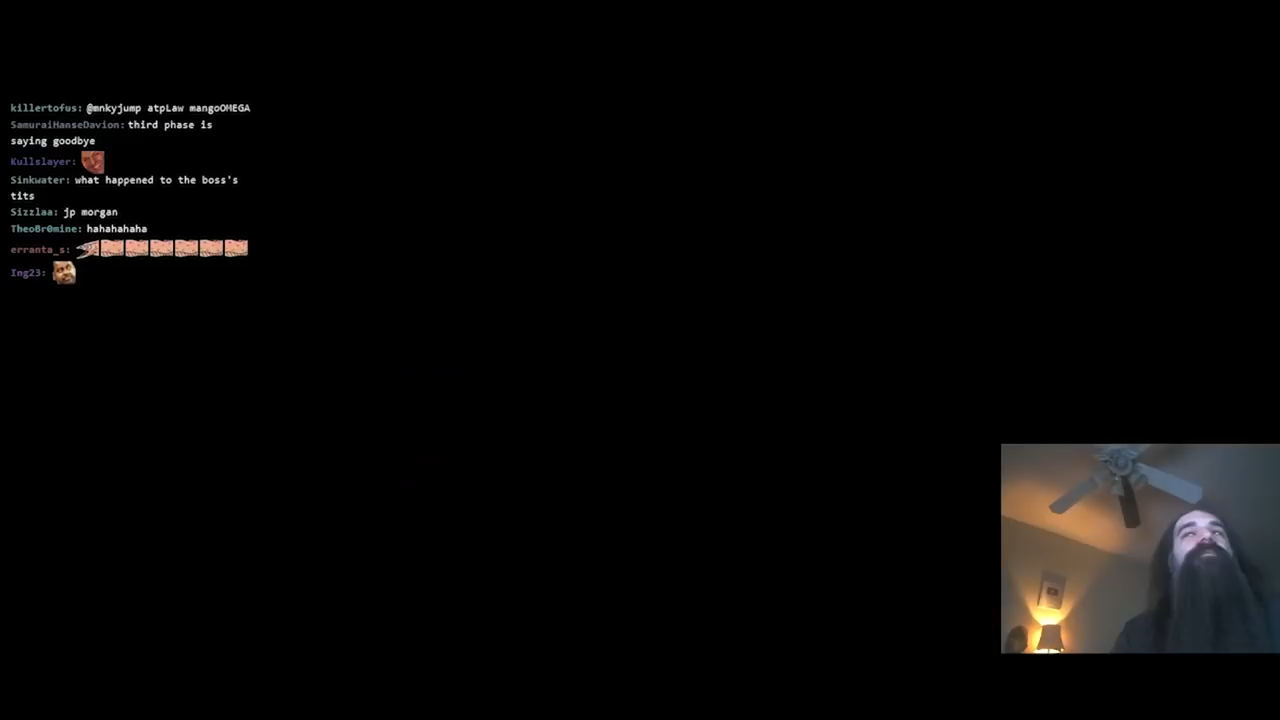 killertofus: @mnkyjump atpLaw mangoOMEGA
SamuraiHanseDavion: third phase is
saying goodbye
Kullslayer:
Sinkwater: what happened to the boss's
tits
Sizzlaa: jp morgan
TheoBr0mine: hahahahaha
erranta_s:
Ing23: